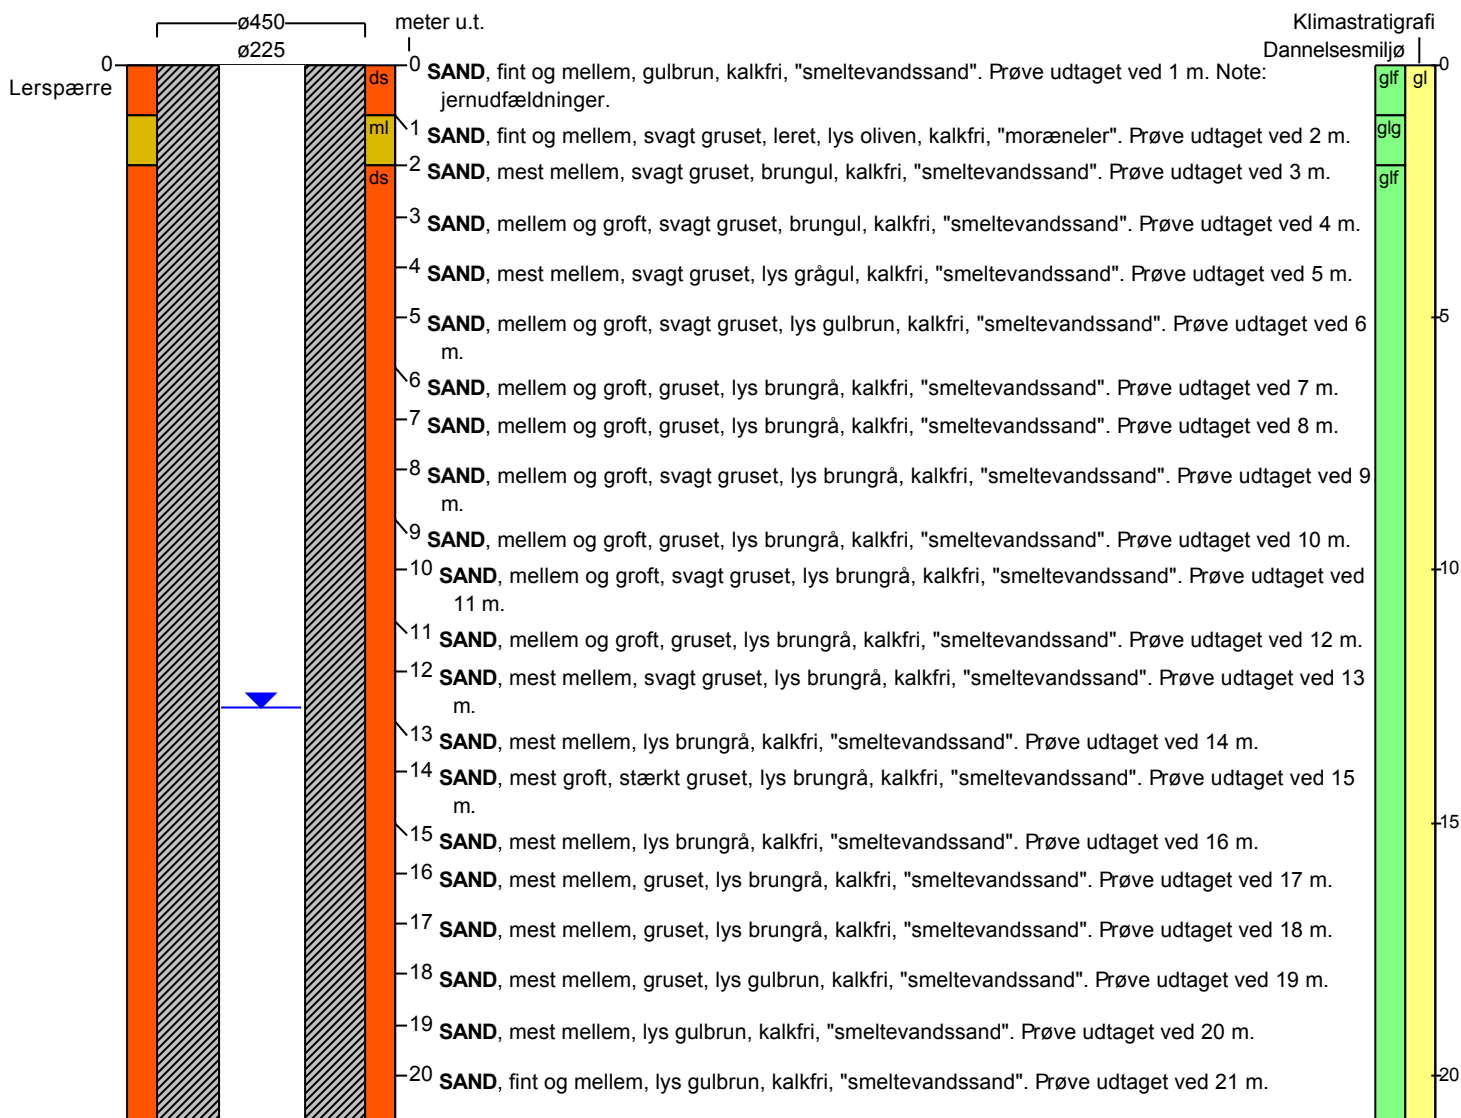 ø450
meter u.t.
Klimastratigrafi
ø225
Dannelsesmiljø
0
Lerspærre
ds
0 SAND, fint og mellem, gulbrun, kalkfri, "smeltevandssand". Prøve udtaget ved 1 m. Note:
jernudfældninger.
glf
gl
0
ml
1 SAND, fint og mellem, svagt gruset, leret, lys oliven, kalkfri, "moræneler". Prøve udtaget ved 2 m.
glg
ds
2 SAND, mest mellem, svagt gruset, brungul, kalkfri, "smeltevandssand". Prøve udtaget ved 3 m.
glf
3 SAND, mellem og groft, svagt gruset, brungul, kalkfri, "smeltevandssand". Prøve udtaget ved 4 m.
4 SAND, mest mellem, svagt gruset, lys grågul, kalkfri, "smeltevandssand". Prøve udtaget ved 5 m.
5 SAND, mellem og groft, svagt gruset, lys gulbrun, kalkfri, "smeltevandssand". Prøve udtaget ved 6
m.
5
6 SAND, mellem og groft, gruset, lys brungrå, kalkfri, "smeltevandssand". Prøve udtaget ved 7 m.
7 SAND, mellem og groft, gruset, lys brungrå, kalkfri, "smeltevandssand". Prøve udtaget ved 8 m.
8 SAND, mellem og groft, svagt gruset, lys brungrå, kalkfri, "smeltevandssand". Prøve udtaget ved 9
m.
9 SAND, mellem og groft, gruset, lys brungrå, kalkfri, "smeltevandssand". Prøve udtaget ved 10 m.
10 SAND, mellem og groft, svagt gruset, lys brungrå, kalkfri, "smeltevandssand". Prøve udtaget ved
11 m.
10
11 SAND, mellem og groft, gruset, lys brungrå, kalkfri, "smeltevandssand". Prøve udtaget ved 12 m.
12 SAND, mest mellem, svagt gruset, lys brungrå, kalkfri, "smeltevandssand". Prøve udtaget ved 13
m.
13 SAND, mest mellem, lys brungrå, kalkfri, "smeltevandssand". Prøve udtaget ved 14 m.
14 SAND, mest groft, stærkt gruset, lys brungrå, kalkfri, "smeltevandssand". Prøve udtaget ved 15
m.
15
15 SAND, mest mellem, lys brungrå, kalkfri, "smeltevandssand". Prøve udtaget ved 16 m.
16 SAND, mest mellem, gruset, lys brungrå, kalkfri, "smeltevandssand". Prøve udtaget ved 17 m.
17 SAND, mest mellem, gruset, lys brungrå, kalkfri, "smeltevandssand". Prøve udtaget ved 18 m.
18 SAND, mest mellem, gruset, lys gulbrun, kalkfri, "smeltevandssand". Prøve udtaget ved 19 m.
19 SAND, mest mellem, lys gulbrun, kalkfri, "smeltevandssand". Prøve udtaget ved 20 m.
20 SAND, fint og mellem, lys gulbrun, kalkfri, "smeltevandssand". Prøve udtaget ved 21 m.
20